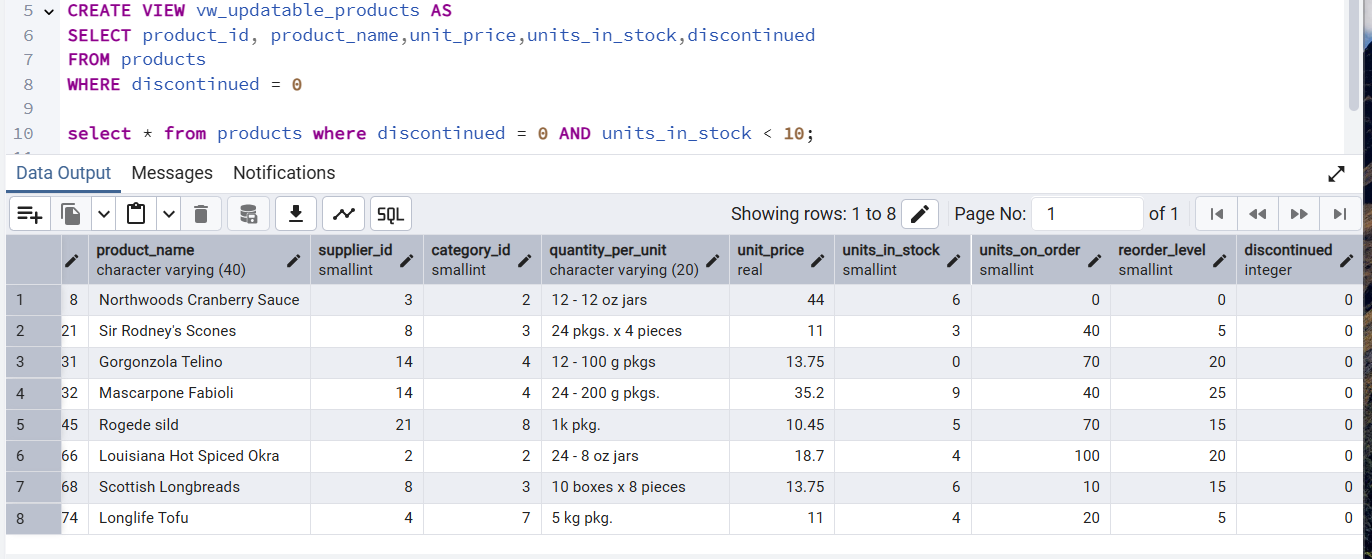 5 CREATE VIEW vw_updatable_products AS
6 SELECT product_id, product_name,unit_price,units_in_stock,discontinued
7 FROM products
8 WHERE discontinued = 0
9
10 select * from products where discontinued = 0 AND units_in_stock < 10;
Data Output Messages Notifications
SQL Showing rows: 1 to 8 Page No: 1 of 1
product_name supplier_id category_id quantity_per_unit unit_price units_in_stock units_on_order reorder_level discontinued
character varying (40) smallint smallint character varying (20) real smallint smallint smallint integer
1 8 Northwoods Cranberry Sauce 3 2 12 - 12 oz jars 44 6 0 0 0
2 21 Sir Rodney's Scones 8 3 24 pkgs. x 4 pieces 11 3 40 5 0
3 31 Gorgonzola Telino 14 4 12 - 100 g pkgs 13.75 0 70 20 0
4 32 Mascarpone Fabioli 14 4 24 - 200 g pkgs. 35.2 9 40 25 0
5 45 Rogede sild 21 8 1k pkg. 10.45 5 70 15 0
6 66 Louisiana Hot Spiced Okra 2 2 24 - 8 oz jars 18.7 4 100 20 0
7 68 Scottish Longbreads 8 3 10 boxes x 8 pieces 13.75 6 10 15 0
8 74 Longlife Tofu 4 7 5 kg pkg. 11 4 20 5 0